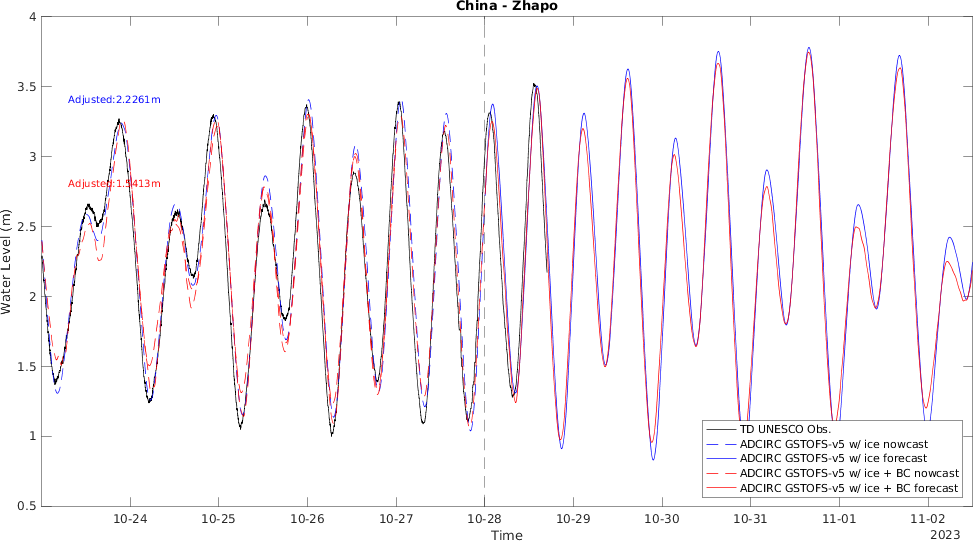 China - Zhapo
Water Level (m)
4
3.5
3
2.5
2
1.5
1
0.5
Adjusted:2.2261m
Adjusted:1.5413m
TD UNESCO Obs.
ADCIRC GSTOFS-v5 w/ ice nowcast
ADCIRC GSTOFS-v5 w/ ice forecast
ADCIRC GSTOFS-v5 w/ ice + BC nowcast
ADCIRC GSTOFS-v5 w/ ice + BC forecast
10-24 10-25 10-26 10-27 10-28 10-29 10-30 10-31 11-01 11-02
Time
2023